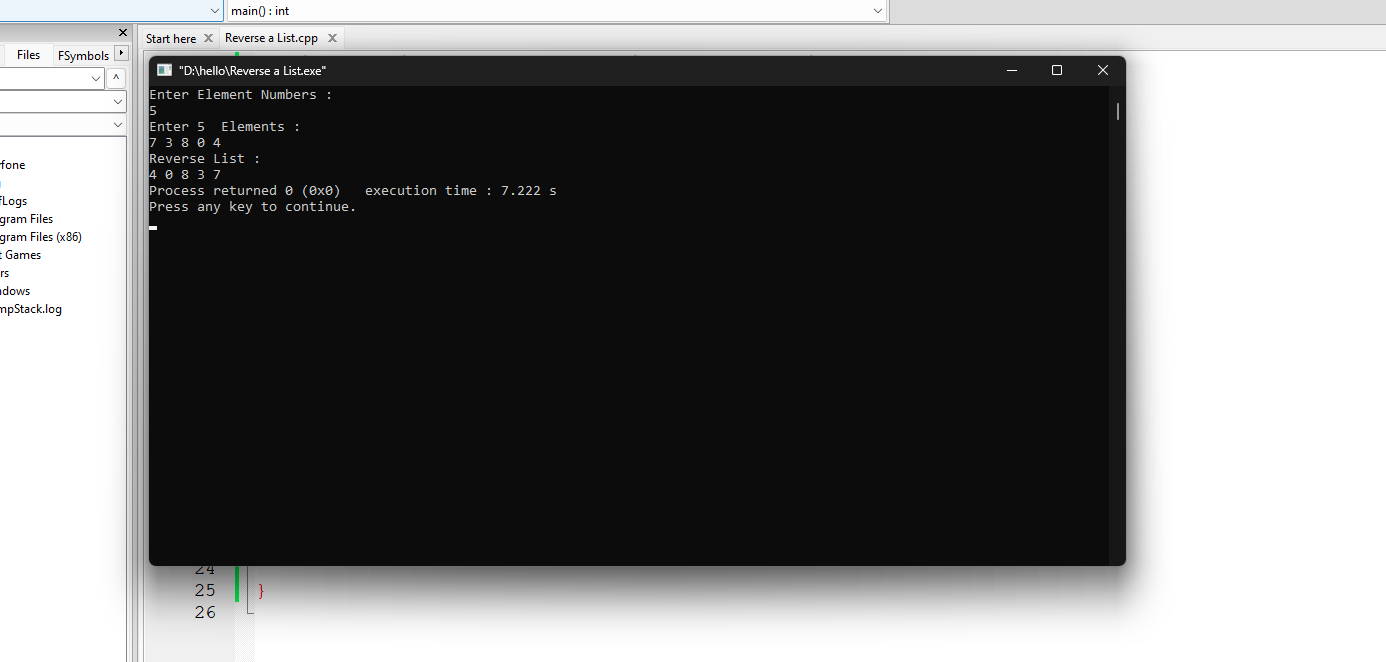 main() : int
Start here
Reverse a List.cpp
Files
FSymbols
"D:\hello\Reverse a List.exe"
Enter Element Numbers :
5
Enter 5  Elements :
7 3 8 0 4
Reverse List :
4 0 8 3 7
Process returned 0 (0x0)   execution time : 7.222 s
Press any key to continue.
fone
fLogs
gram Files
gram Files (x86)
t Games
rs
ndows
mpStack.log
24
25 }
26